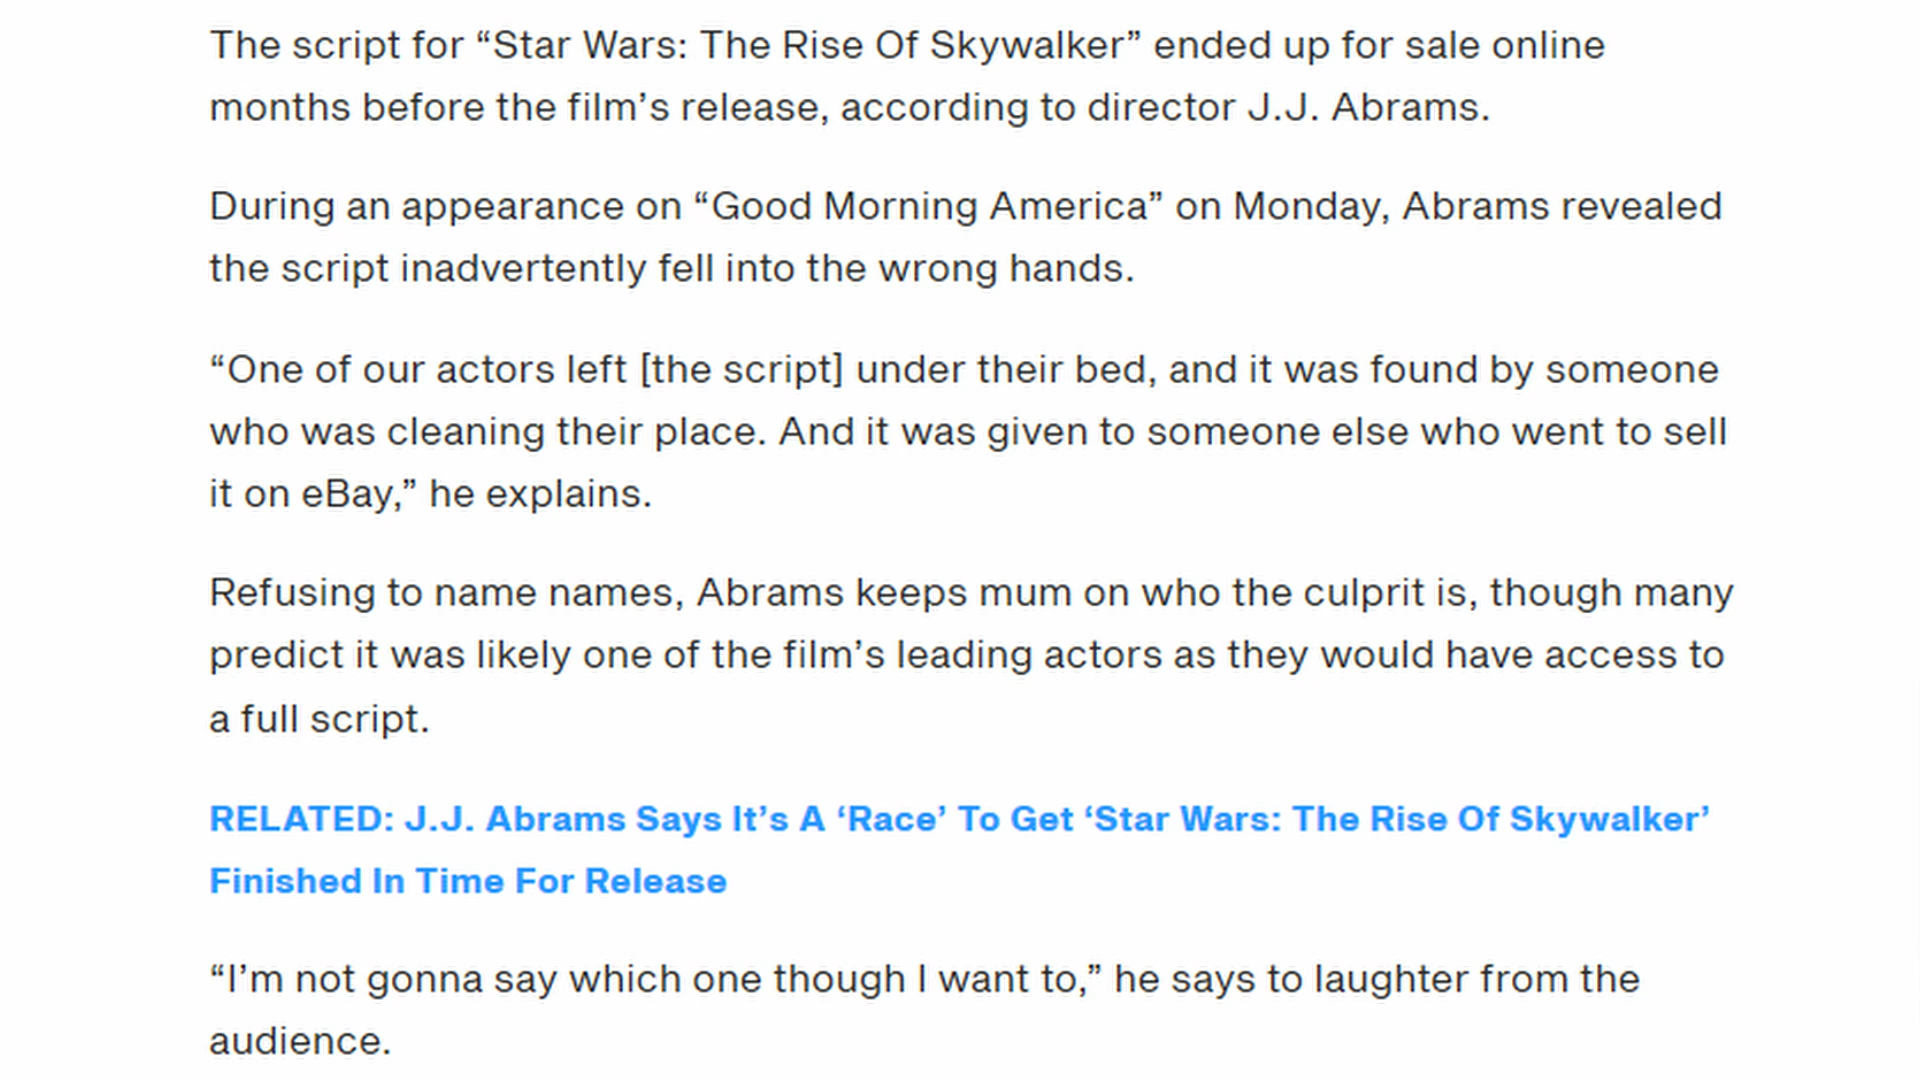 The script for “Star Wars: The Rise Of Skywalker” ended up for sale online
months before the film’s release, according to director J.J. Abrams.
During an appearance on “Good Morning America” on Monday, Abrams revealed
the script inadvertently fell into the wrong hands.
“One of our actors left [the script] under their bed, and it was found by someone
who was cleaning their place. And it was given to someone else who went to sell
it on eBay,” he explains.
Refusing to name names, Abrams keeps mum on who the culprit is, though many
predict it was likely one of the film’s leading actors as they would have access to
a full script.
RELATED: J.J. Abrams Says It’s A ‘Race’ To Get ‘Star Wars: The Rise Of Skywalker’
Finished In Time For Release
“I’m not gonna say which one though I want to,” he says to laughter from the
audience.